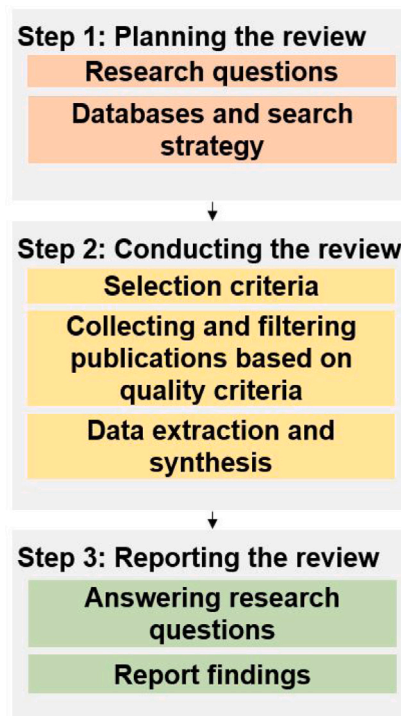 Step 1: Planning the review
Research questions
Databases and search
strategy
Step 2: Conducting the review
Selection criteria
Collecting and filtering
publications based on
quality criteria
Data extraction and
synthesis
Step 3: Reporting the review
Answering research
questions
Report findings